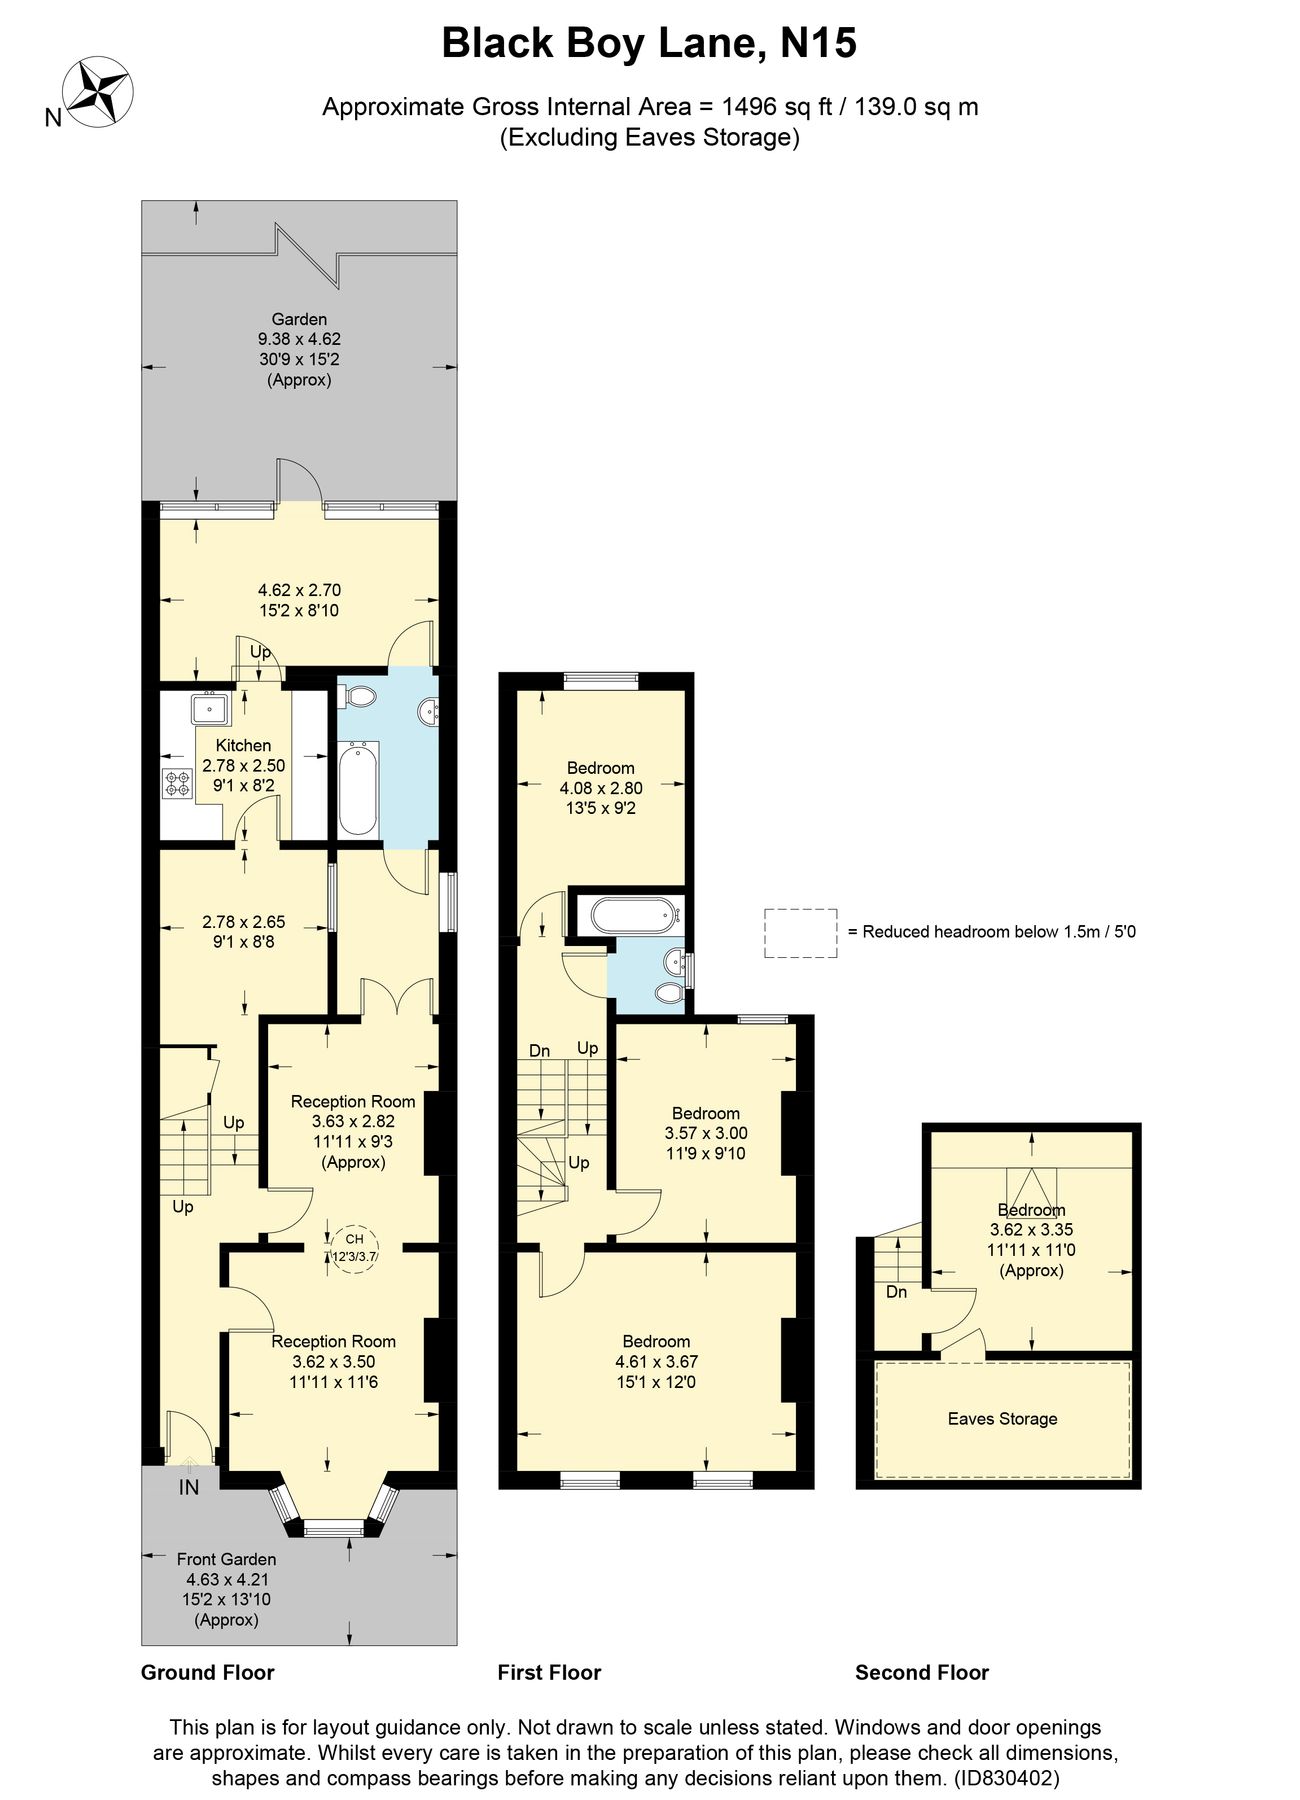 Black Boy Lane, N15
N
Approximate Gross Internal Area = 1496 sq ft / 139.0 sq m
(Excluding Eaves Storage)
Garden
9.38 x 4.62
30'9 x 15'2
(Approx)
4.62 x 2.70
15'2 x 8'10
Up
Kitchen
2.78 x 2.50
9'1 x 8'2
2.78 x 2.65
9'1 x 8'8
Up
Up
Reception Room
3.63 x 2.82
11'11 x 9'3
(Approx)
CH
12'3/3.7
Reception Room
3.62 x 3.50
11'11 x 11'6
IN
Front Garden
4.63 x 4.21
15'2 x 13'10
(Approx)
Ground Floor
Bedroom
4.08 x 2.80
13'5 x 9'2
Dn
Up
Up
Bedroom
3.57 x 3.00
11'9 x 9'10
Bedroom
4.61 x 3.67
15'1 x 12'0
First Floor
= Reduced headroom below 1.5m / 5'0
Bedroom
3.62 x 3.35
11'11 x 11'0
(Approx)
Dn
Eaves Storage
Second Floor
This plan is for layout guidance only. Not drawn to scale unless stated. Windows and door openings
are approximate. Whilst every care is taken in the preparation of this plan, please check all dimensions,
shapes and compass bearings before making any decisions reliant upon them. (ID830402)